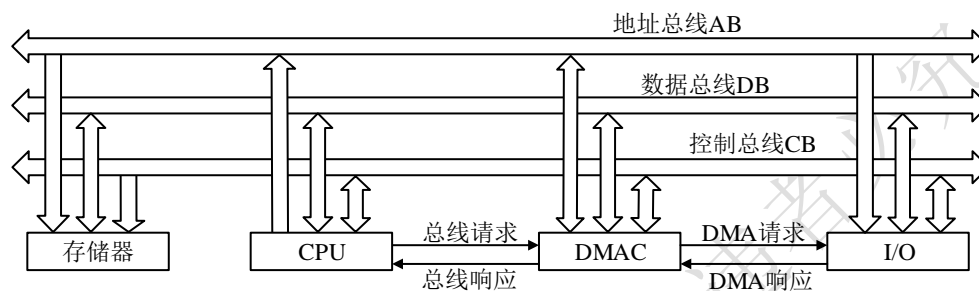 地址总线AB
数据总线DB
控制总线CB
存储器
CPU
总线请求
总线响应
DMAC
DMA请求
DMA响应
I/O